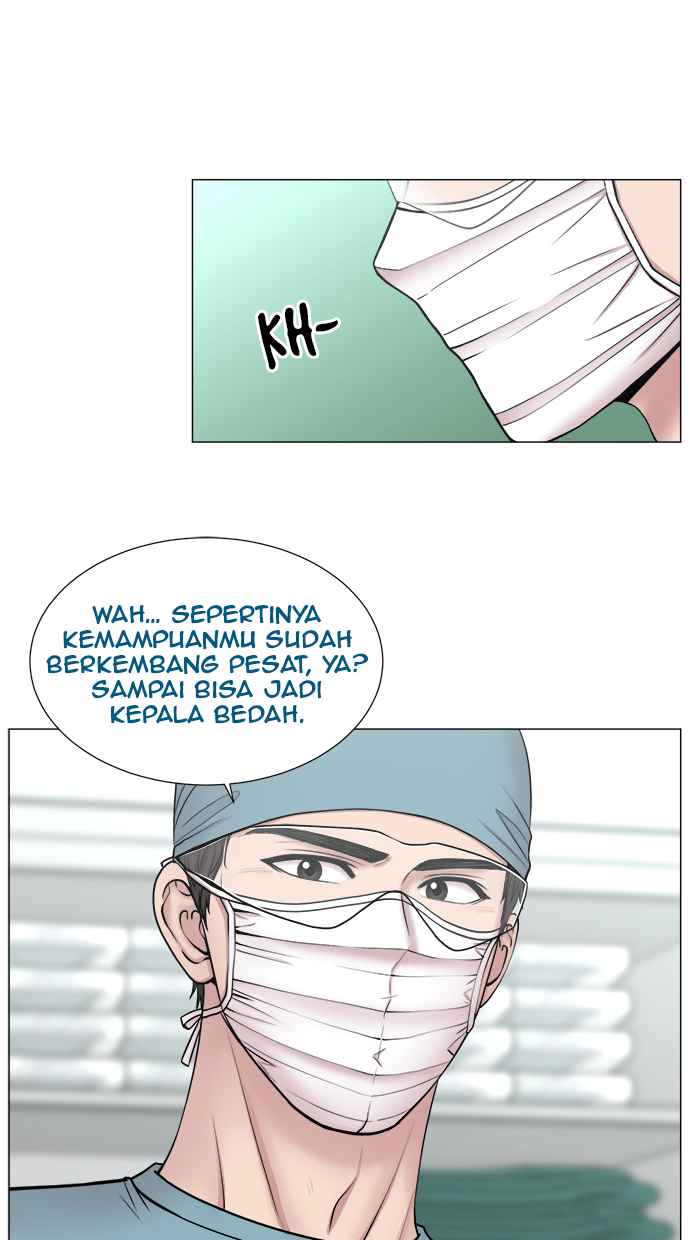 KH-
WAH... SEPERTINYA
KEMAMPUANMU SUDAH
BERKEMBANG PESAT, YA?
SAMPAI BISA JADI
KEPALA BEDAH.